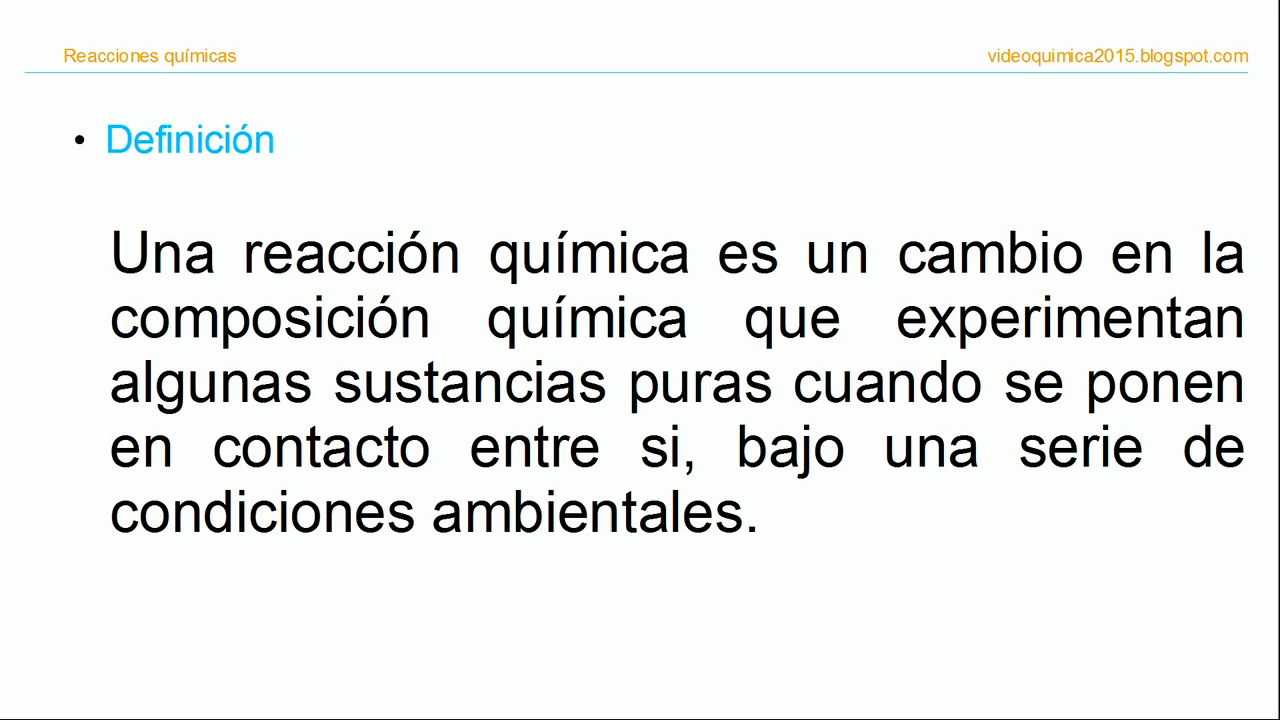 Reacciones químicas
videoquimica2015.blogspot.com
• Definición
Una reacción química es un cambio en la
composición química que experimentan
algunas sustancias puras cuando se ponen
en contacto entre si, bajo una serie de
condiciones ambientales.